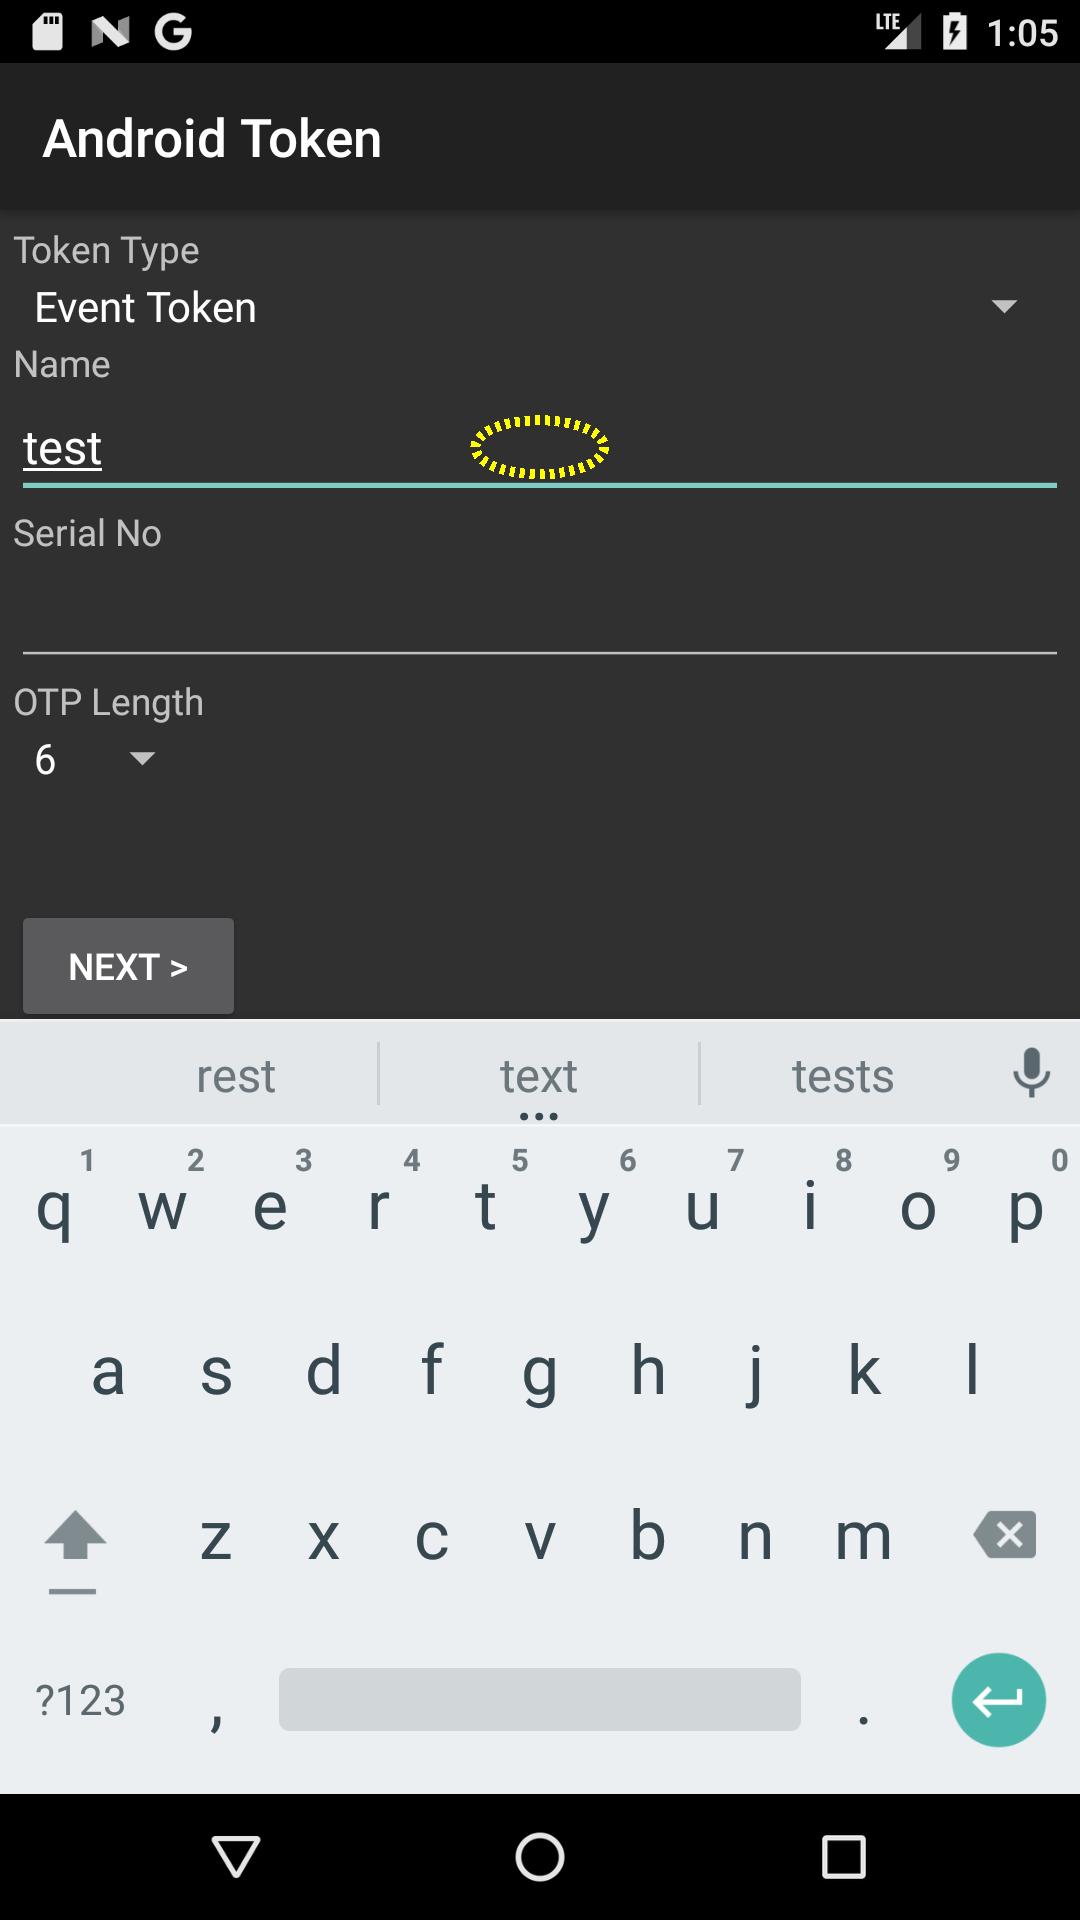 LTE 1:05
Android Token
Token Type
Event Token
Name
test
Serial No
OTP Length
6
NEXT >
rest text tests
1 2 3 4 5 6 7 8 9 0
q w e r t y u i o p
a s d f g h j k l
z x c v b n m
?123 , .